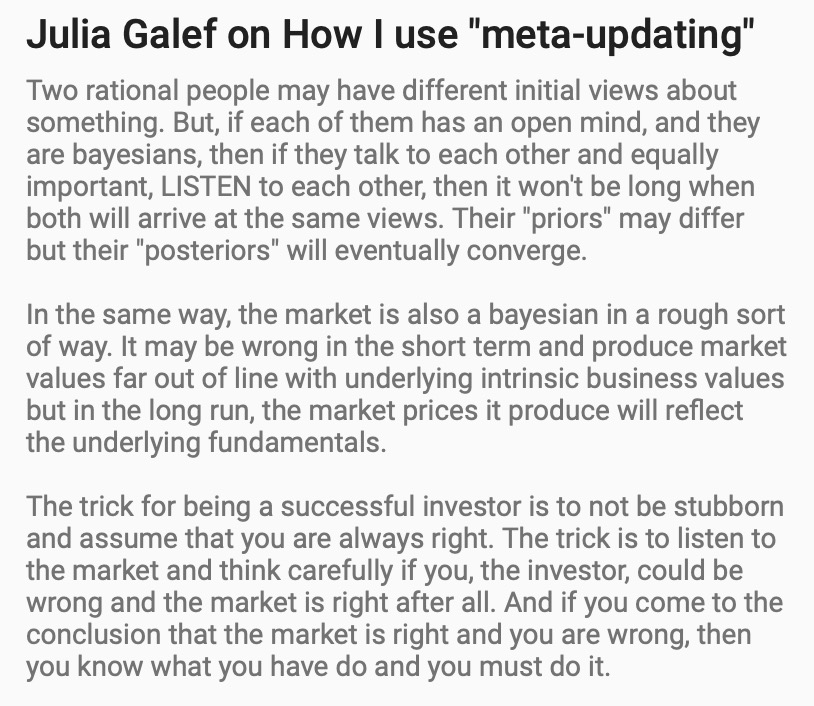 Julia Galef on How I use "meta-updating"
Two rational people may have different initial views about
something. But, if each of them has an open mind, and they
are bayesians, then if they talk to each other and equally
important, LISTEN to each other, then it won't be long when
both will arrive at the same views. Their "priors" may differ
but their "posteriors" will eventually converge.
In the same way, the market is also a bayesian in a rough sort
of way. It may be wrong in the short term and produce market
values far out of line with underlying intrinsic business values
but in the long run, the market prices it produce will reflect
the underlying fundamentals.
The trick for being a successful investor is to not be stubborn
and assume that you are always right. The trick is to listen to
the market and think carefully if you, the investor, could be
wrong and the market is right after all. And if you come to the
conclusion that the market is right and you are wrong, then
you know what you have do and you must do it.